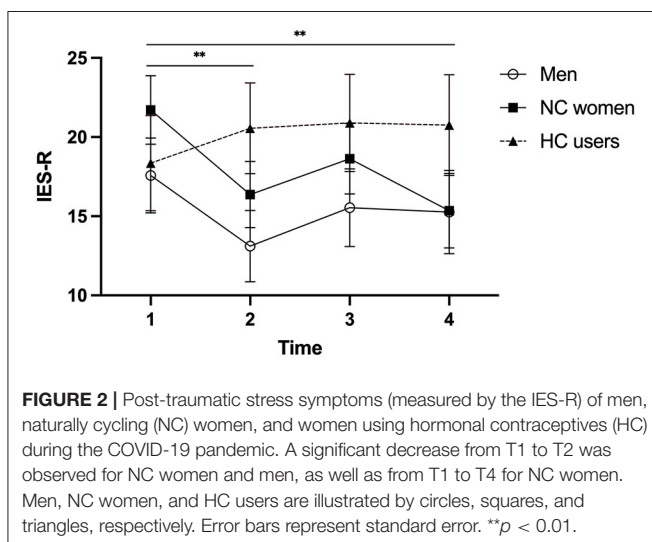 **
**
25
20
15
10
IES-R
1 2 3 4
Time
Men
NC women
HC users
FIGURE 2 | Post-traumatic stress symptoms (measured by the IES-R) of men,
naturally cycling (NC) women, and women using hormonal contraceptives (HC)
during the COVID-19 pandemic. A significant decrease from T1 to T2 was
observed for NC women and men, as well as from T1 to T4 for NC women.
Men, NC women, and HC users are illustrated by circles, squares, and
triangles, respectively. Error bars represent standard error. **p < 0.01.